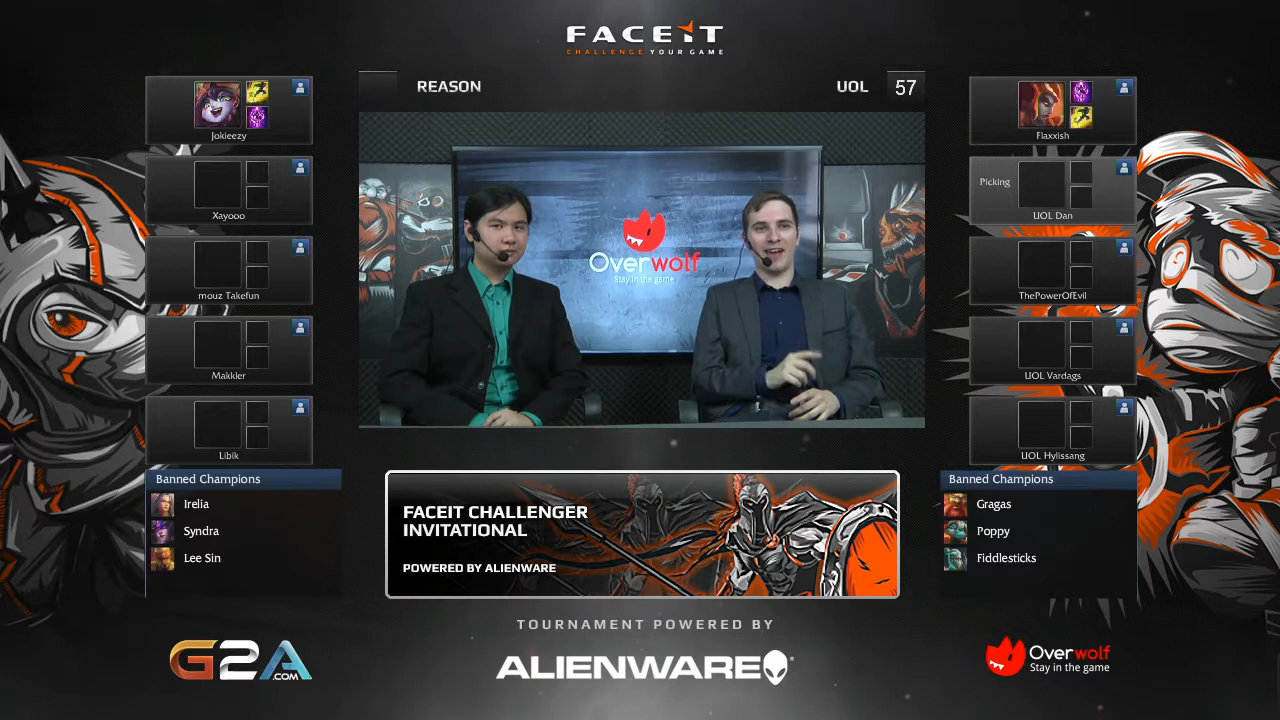 FACEIT
CHALLENGE YOUR GAME
REASON
UOL
57
Jokieezy
Xayooo
mouz Takefun
Makkier
Libik
Banned Champions
Irelia
Syndra
Lee Sin
Overwolf
Stay in the game
Flaxxish
Picking
UOL Dan
ThePowerOfEvil
UOL Vardags
UOL Hylissang
Banned Champions
Gragas
Poppy
Fiddlesticks
FACEIT CHALLENGER
INVITATIONAL
POWERED BY ALIENWARE
TOURNAMENT POWERED BY
G2A
.COM
ALIENWARE
Overwolf
Stay in the game